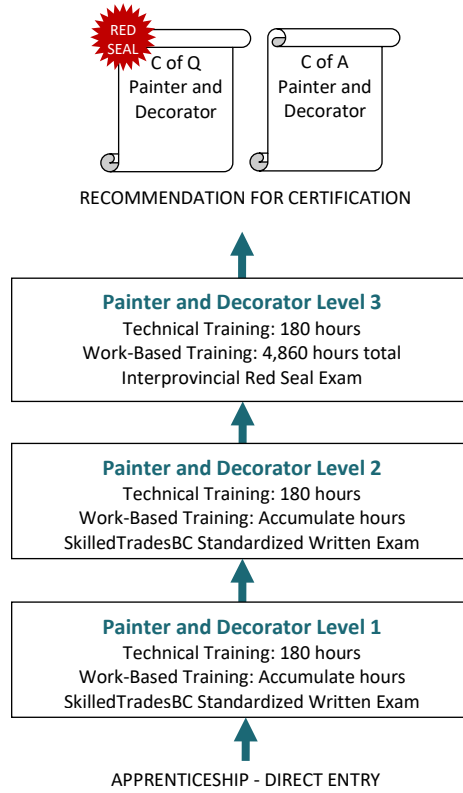 RED
SEAL
C of Q
Painter and
Decorator
C of A
Painter and
Decorator
RECOMMENDATION FOR CERTIFICATION
Painter and Decorator Level 3
Technical Training: 180 hours
Work-Based Training: 4,860 hours total
Interprovincial Red Seal Exam
Painter and Decorator Level 2
Technical Training: 180 hours
Work-Based Training: Accumulate hours
SkilledTradesBC Standardized Written Exam
Painter and Decorator Level 1
Technical Training: 180 hours
Work-Based Training: Accumulate hours
SkilledTradesBC Standardized Written Exam
APPRENTICESHIP - DIRECT ENTRY